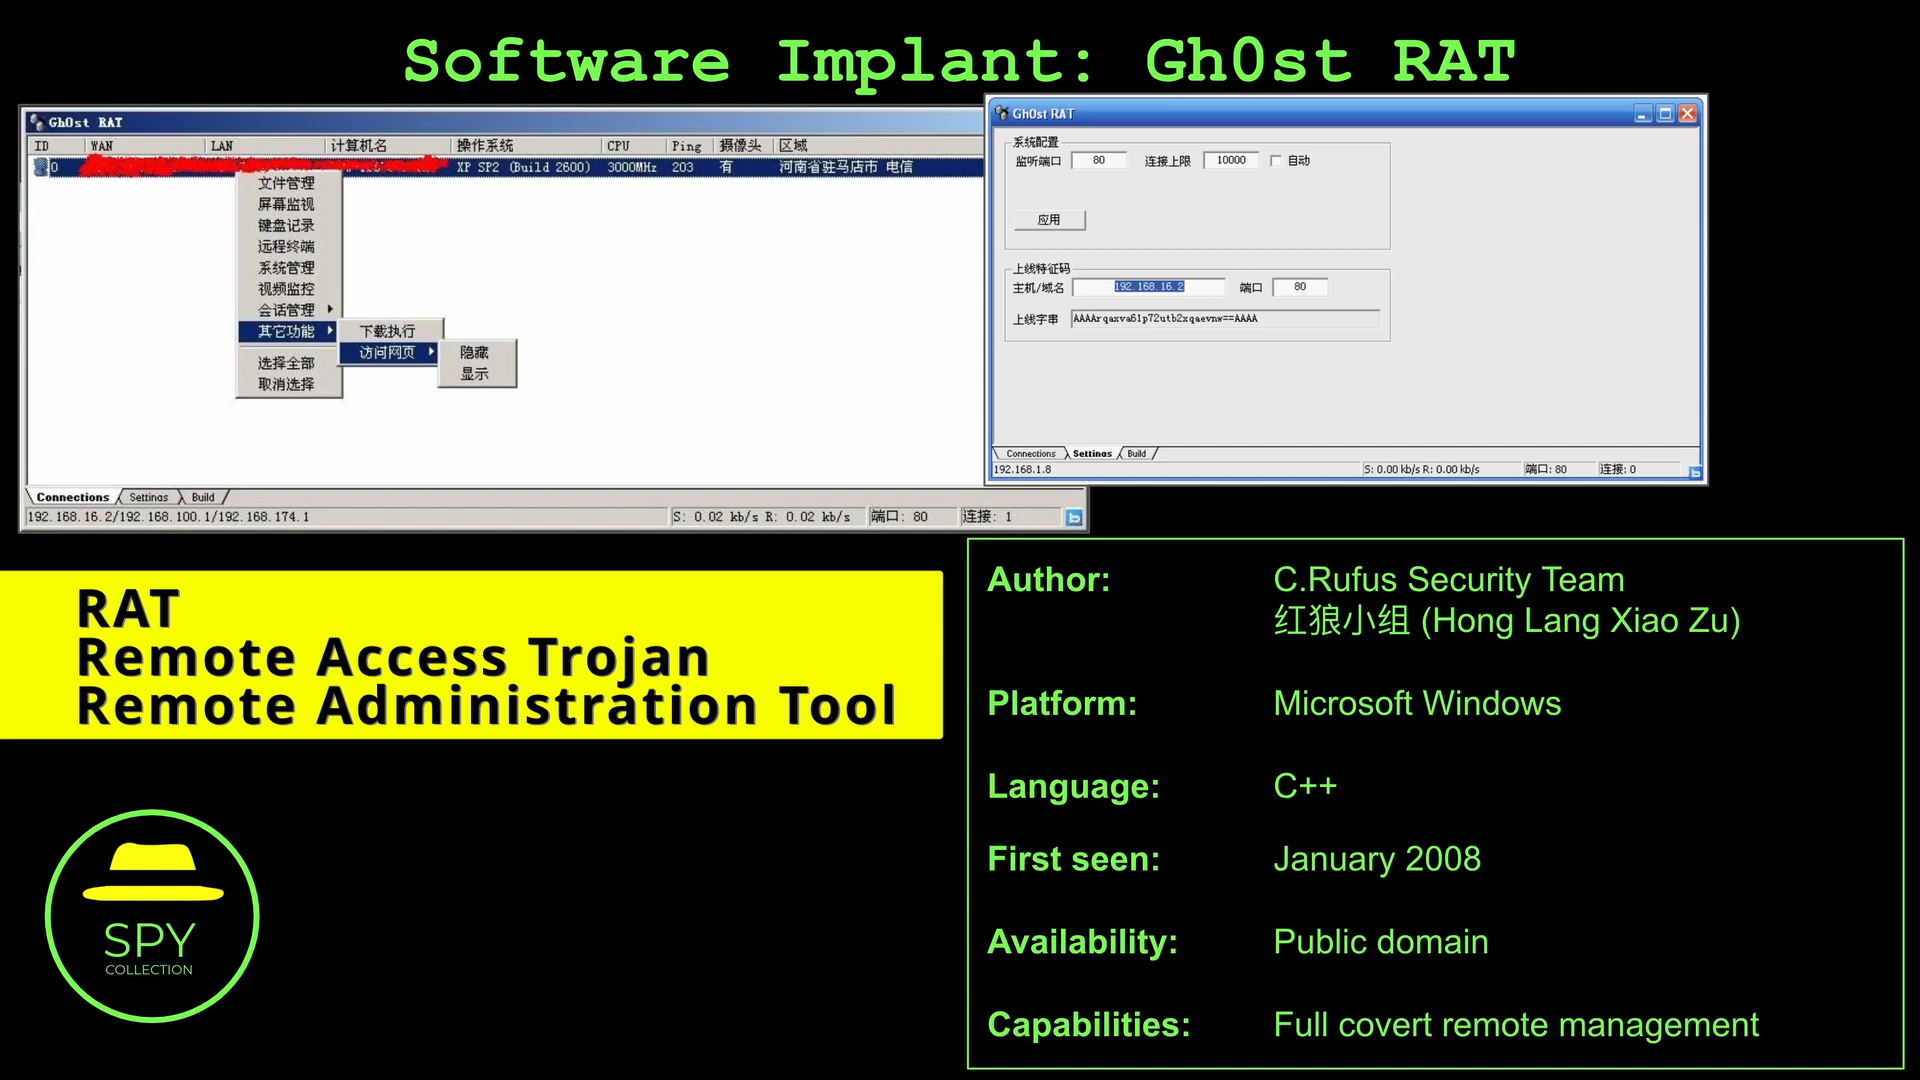 Software Implant: Gh0st RAT
Gh0st RAT
ID WAN LAN 计算机名 操作系统 CPU Ping 摄像头 区域
0 XP SP2 (Build 2600) 3000MHz 203 有 河南省驻马店市 电信
文件管理
屏幕监视
键盘记录
远程终端
系统管理
视频监控
会话管理
其它功能
选择全部
取消选择
下载执行
访问网页
隐藏
显示
Connections Settings Build
192.168.16.2/192.168.100.1/192.168.174.1 S: 0.02 kb/s R: 0.02 kb/s 端口: 80 连接: 1
Gh0st RAT
系统配置
监听端口 80 连接上限 10000 自动
应用
上线特征码
主机/域名 192.168.16.2 端口 80
上线字串 AAAArqaxva61p72utb2xqaevnw==AAAA
Connections Settings Build
192.168.1.8 S: 0.00 kb/s R: 0.00 kb/s 端口: 80 连接: 0
RAT
Remote Access Trojan
Remote Administration Tool
SPY
COLLECTION
Author: C.Rufus Security Team
红狼小组 (Hong Lang Xiao Zu)
Platform: Microsoft Windows
Language: C++
First seen: January 2008
Availability: Public domain
Capabilities: Full covert remote management